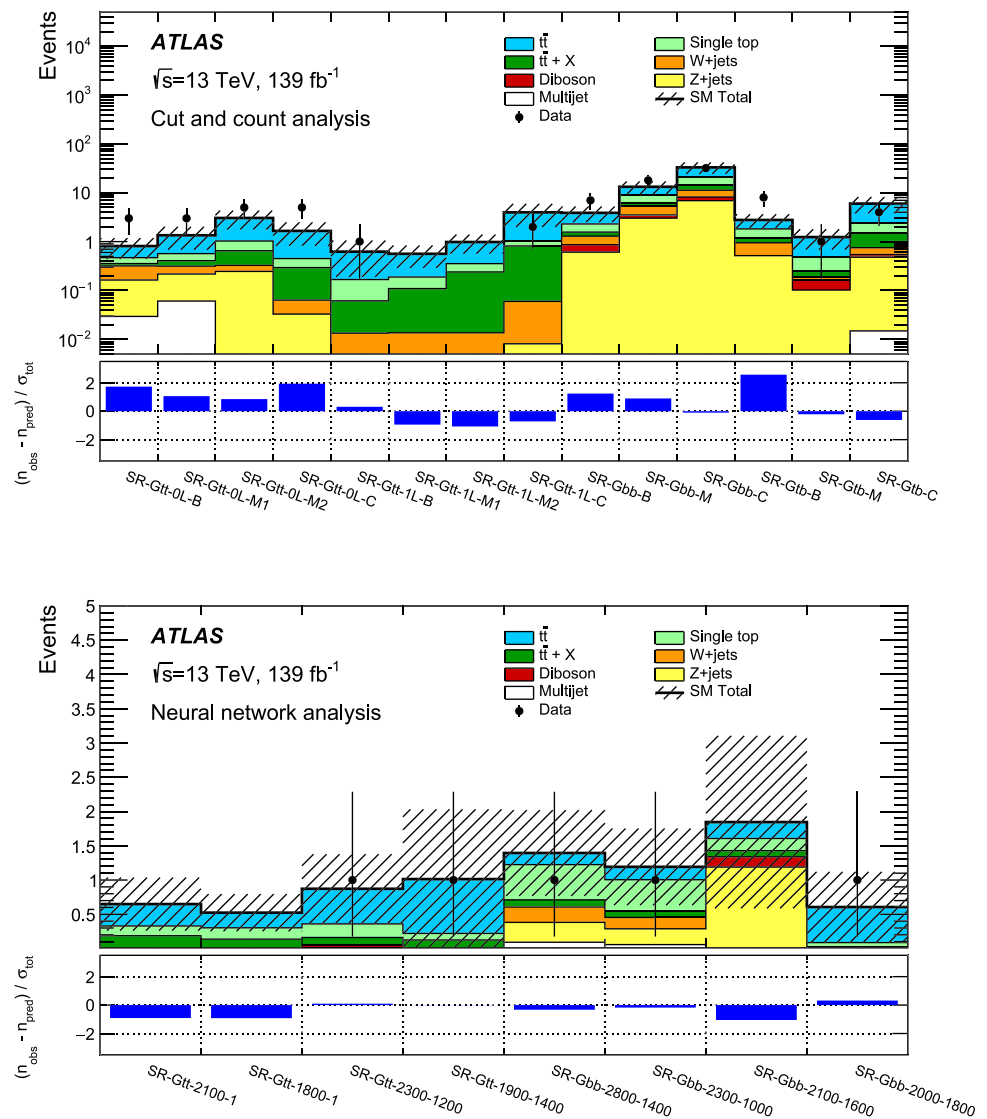 Events
10⁴
10³
10²
10
1
10⁻¹
10⁻²
ATLAS
√s=13 TeV, 139 fb⁻¹
Cut and count analysis
tt̄
Single top
tt̄ + X
W+jets
Diboson
Z+jets
Multijet
SM Total
Data
(n_obs - n_pred) / σ_tot
2
0
−2
SR-Gtt-0L-B
SR-Gtt-0L-M1
SR-Gtt-0L-M2
SR-Gtt-0L-C
SR-Gtt-1L-B
SR-Gtt-1L-M1
SR-Gtt-1L-M2
SR-Gtt-1L-C
SR-Gbb-B
SR-Gbb-M
SR-Gbb-C
SR-Gtb-B
SR-Gtb-M
SR-Gtb-C
Events
5
4.5
4
3.5
3
2.5
2
1.5
1
0.5
ATLAS
√s=13 TeV, 139 fb⁻¹
Neural network analysis
tt̄
Single top
tt̄ + X
W+jets
Diboson
Z+jets
Multijet
SM Total
Data
(n_obs - n_pred) / σ_tot
2
0
−2
SR-Gtt-2100-1
SR-Gtt-1800-1
SR-Gtt-2300-1200
SR-Gtt-1900-1400
SR-Gbb-2800-1400
SR-Gbb-2300-1000
SR-Gbb-2100-1600
SR-Gbb-2000-1800